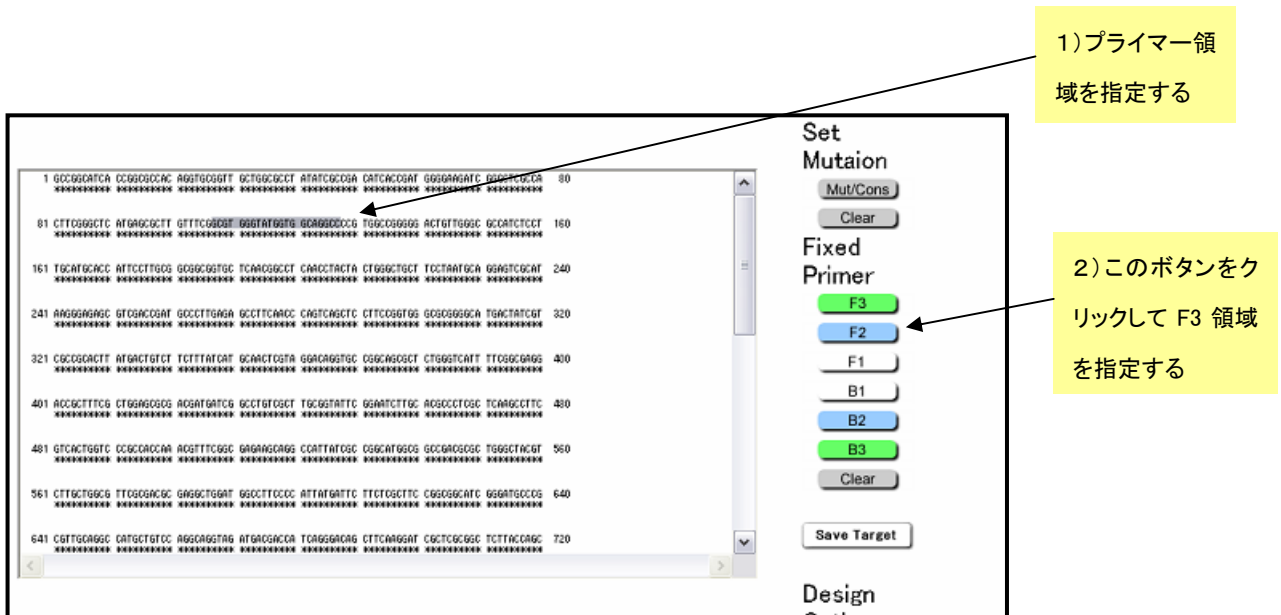 1)プライマー領
域を指定する
1 GCCGGCATCA CCGGCGCCAC AGGTGCGGTT GCTGGCGCCT ATATCGCCGA CATCACCGAT GGGGAAGATC GGGCTCGCCA 80
********** ********** ********** ********** ********** ********** ********** **********
81 CTTCGGGCTC ATGAGCGCTT GTTTCGGCGT GGGTATGGTG GCAGGCCCCG TGGCCGGGGG ACTGTTGGGC GCCATCTCCT 160
********** ********** ********** ********** ********** ********** ********** **********
161 TGCATGCACC ATTCCTTGCG GCGGCGGTGC TCAACGGCCT CAACCTACTA CTGGGCTGCT TCCTAATGCA GGAGTCGCAT 240
********** ********** ********** ********** ********** ********** ********** **********
241 AAGGGAGAGC GTCGACCGAT GCCCTTGAGA GCCTTCAACC CAGTCAGCTC CTTCCGGTGG GCGCGGGGCA TGACTATCGT 320
********** ********** ********** ********** ********** ********** ********** **********
321 CGCCGCACTT ATGACTGTCT TCTTTATCAT GCAACTCGTA GGACAGGTGC CGGCAGCGCT CTGGGTCATT TTCGGCGAGG 400
********** ********** ********** ********** ********** ********** ********** **********
401 ACCGCTTTCG CTGGAGCGCG ACGATGATCG GCCTGTCGCT TGCGGTATTC GGAATCTTGC ACGCCCTCGC TCAAGCCTTC 480
********** ********** ********** ********** ********** ********** ********** **********
481 GTCACTGGTC CCGCCACCAA ACGTTTCGGC GAGAAGCAGG CCATTATCGC CGGCATGGCG GCCGACGCGC TGGGCTACGT 560
********** ********** ********** ********** ********** ********** ********** **********
561 CTTGCTGGCG TTCGCGACGC GAGGCTGGAT GGCCTTCCCC ATTATGATTC TTCTCGCTTC CGGCGGCATC GGGATGCCCG 640
********** ********** ********** ********** ********** ********** ********** **********
641 CGTTGCAGGC CATGCTGTCC AGGCAGGTAG ATGACGACCA TCAGGGACAG CTTCAAGGAT CGCTCGCGGC TCTTACCAGC 720
********** ********** ********** ********** ********** ********** ********** **********
Set
Mutaion
Mut/Cons
Clear
Fixed
Primer
F3
F2
F1
B1
B2
B3
Clear
Save Target
Design
2)このボタンをク
リックして F3 領域
を指定する